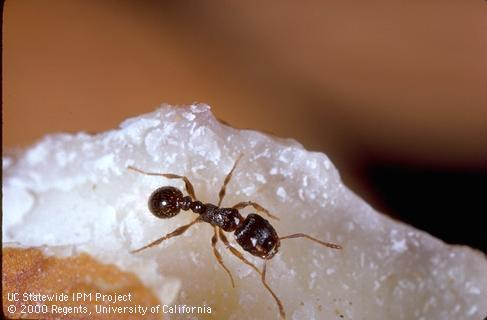 UC Statewide IPM Project
© 2000 Regents, University of California